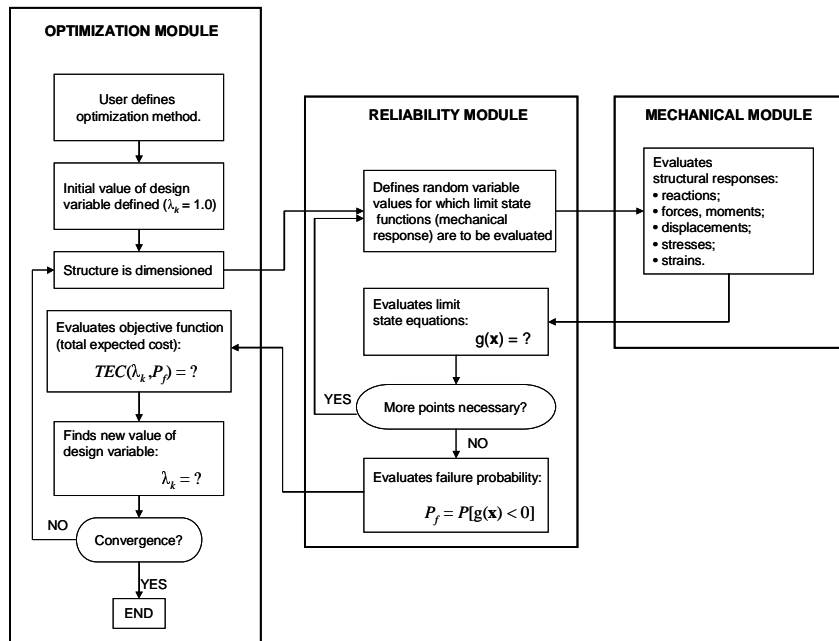 OPTIMIZATION MODULE
User defines
optimization method.
Initial value of design
variable defined (λk = 1.0)
Structure is dimensioned
Evaluates objective function
(total expected cost):
TEC(λk ,Pf) = ?
Finds new value of
design variable:
λk = ?
NO
Convergence?
YES
END
RELIABILITY MODULE
Defines random variable
values for which limit state
functions (mechanical
response) are to be evaluated
Evaluates limit
state equations:
g(x) = ?
YES
More points necessary?
NO
Evaluates failure probability:
Pf = P[g(x) < 0]
MECHANICAL MODULE
Evaluates
structural responses:
• reactions;
• forces, moments;
• displacements;
• stresses;
• strains.